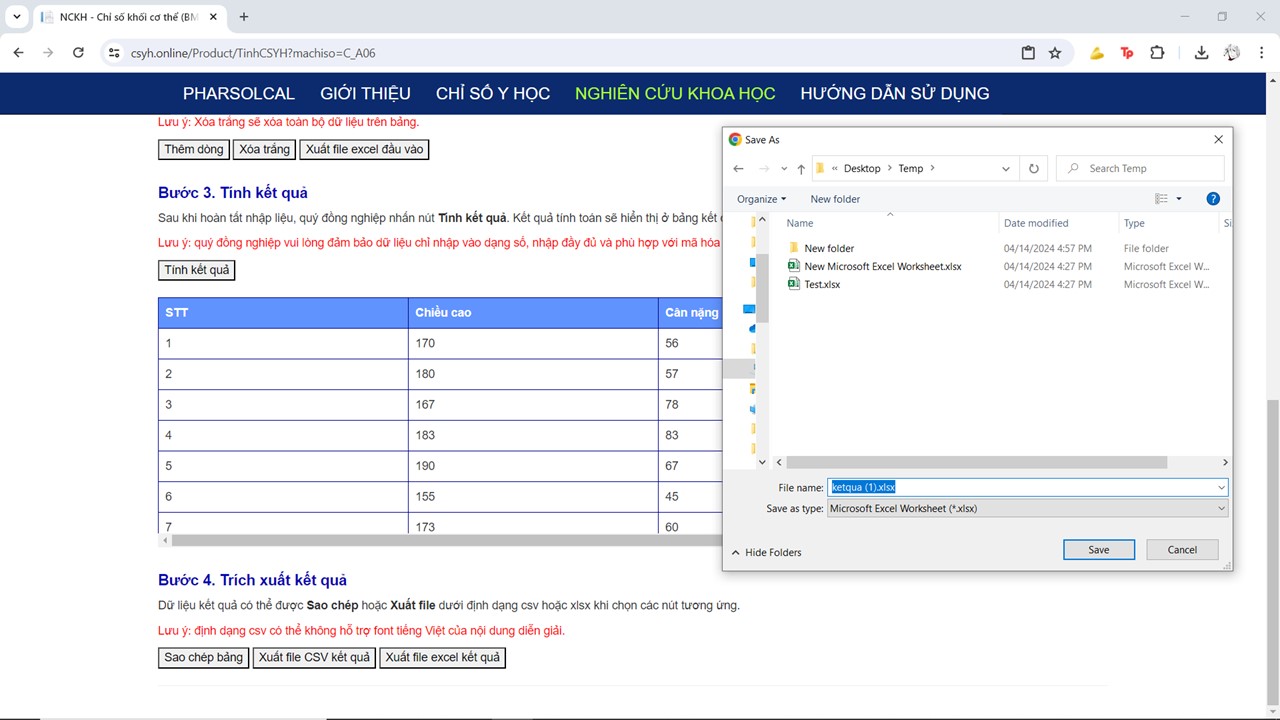 NCKH - Chỉ số khối cơ thể (BM
csyh.online/Product/TinhCSYH?machiso=C_A06
PHARSOLCAL GIỚI THIỆU CHỈ SỐ Y HỌC NGHIÊN CỨU KHOA HỌC HƯỚNG DẪN SỬ DỤNG
Lưu ý: Xóa trắng sẽ xóa toàn bộ dữ liệu trên bảng.
Thêm dòng Xóa trắng Xuất file excel đầu vào
Bước 3. Tính kết quả
Sau khi hoàn tất nhập liệu, quý đồng nghiệp nhấn nút Tính kết quả. Kết quả tính toán sẽ hiển thị ở bảng kết
Lưu ý: quý đồng nghiệp vui lòng đảm bảo dữ liệu chỉ nhập vào dạng số, nhập đầy đủ và phù hợp với mã hóa
Tính kết quả
STT Chiều cao Cân nặng
1 170 56
2 180 57
3 167 78
4 183 83
5 190 67
6 155 45
7 173 60
Bước 4. Trích xuất kết quả
Dữ liệu kết quả có thể được Sao chép hoặc Xuất file dưới định dạng csv hoặc xlsx khi chọn các nút tương ứng.
Lưu ý: định dạng csv có thể không hỗ trợ font tiếng Việt của nội dung diễn giải.
Sao chép bảng Xuất file CSV kết quả Xuất file excel kết quả
Save As
« Desktop > Temp >
Search Temp
Organize New folder
Name Date modified Type Si
New folder 04/14/2024 4:57 PM File folder
New Microsoft Excel Worksheet.xlsx 04/14/2024 4:27 PM Microsoft Excel W...
Test.xlsx 04/14/2024 4:27 PM Microsoft Excel W...
File name: ketqua (1).xlsx
Save as type: Microsoft Excel Worksheet (*.xlsx)
Hide Folders Save Cancel